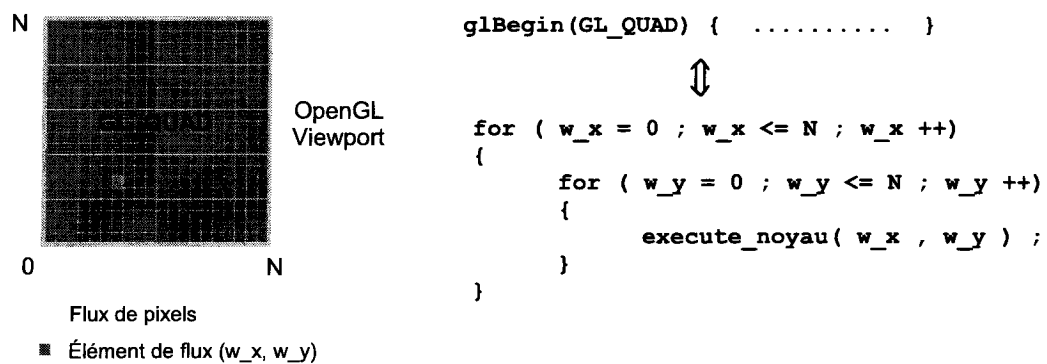 N
GL_QUAD
OpenGL
Viewport
0
N
Flux de pixels
Élément de flux (w_x, w_y)
glBegin(GL_QUAD) { .......... }
⇕
for ( w_x = 0 ; w_x <= N ; w_x ++)
{
for ( w_y = 0 ; w_y <= N ; w_y ++)
{
execute_noyau( w_x , w_y ) ;
}
}